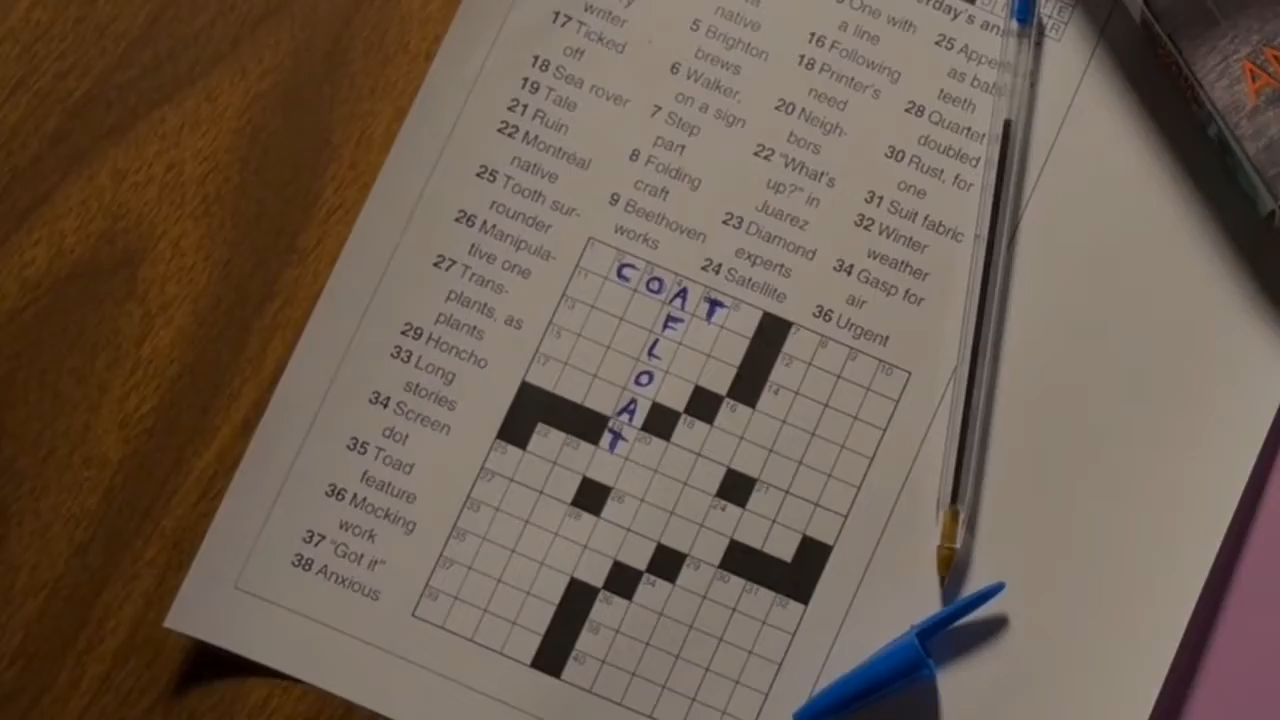 writer
17 Ticked
off
18 Sea rover
19 Tale
21 Ruin
22 Montréal
native
25 Tooth sur-
rounder
26 Manipula-
tive one
27 Trans-
plants, as
plants
29 Honcho
33 Long
stories
34 Screen
dot
35 Toad
feature
36 Mocking
work
37 "Got it"
38 Anxious
native
5 Brighton
brews
6 Walker,
on a sign
7 Step
part
8 Folding
craft
9 Beethoven
works
One with
a line
16 Following
18 Printer's
need
20 Neigh-
bors
22 "What's
up?" in
Juarez
23 Diamond
experts
24 Satellite
25
as
teeth
28 Quartet
doubled
30 Rust, for
one
31 Suit fabric
32 Winter
weather
34 Gasp for
air
36 Urgent
COAT
AFLOAT